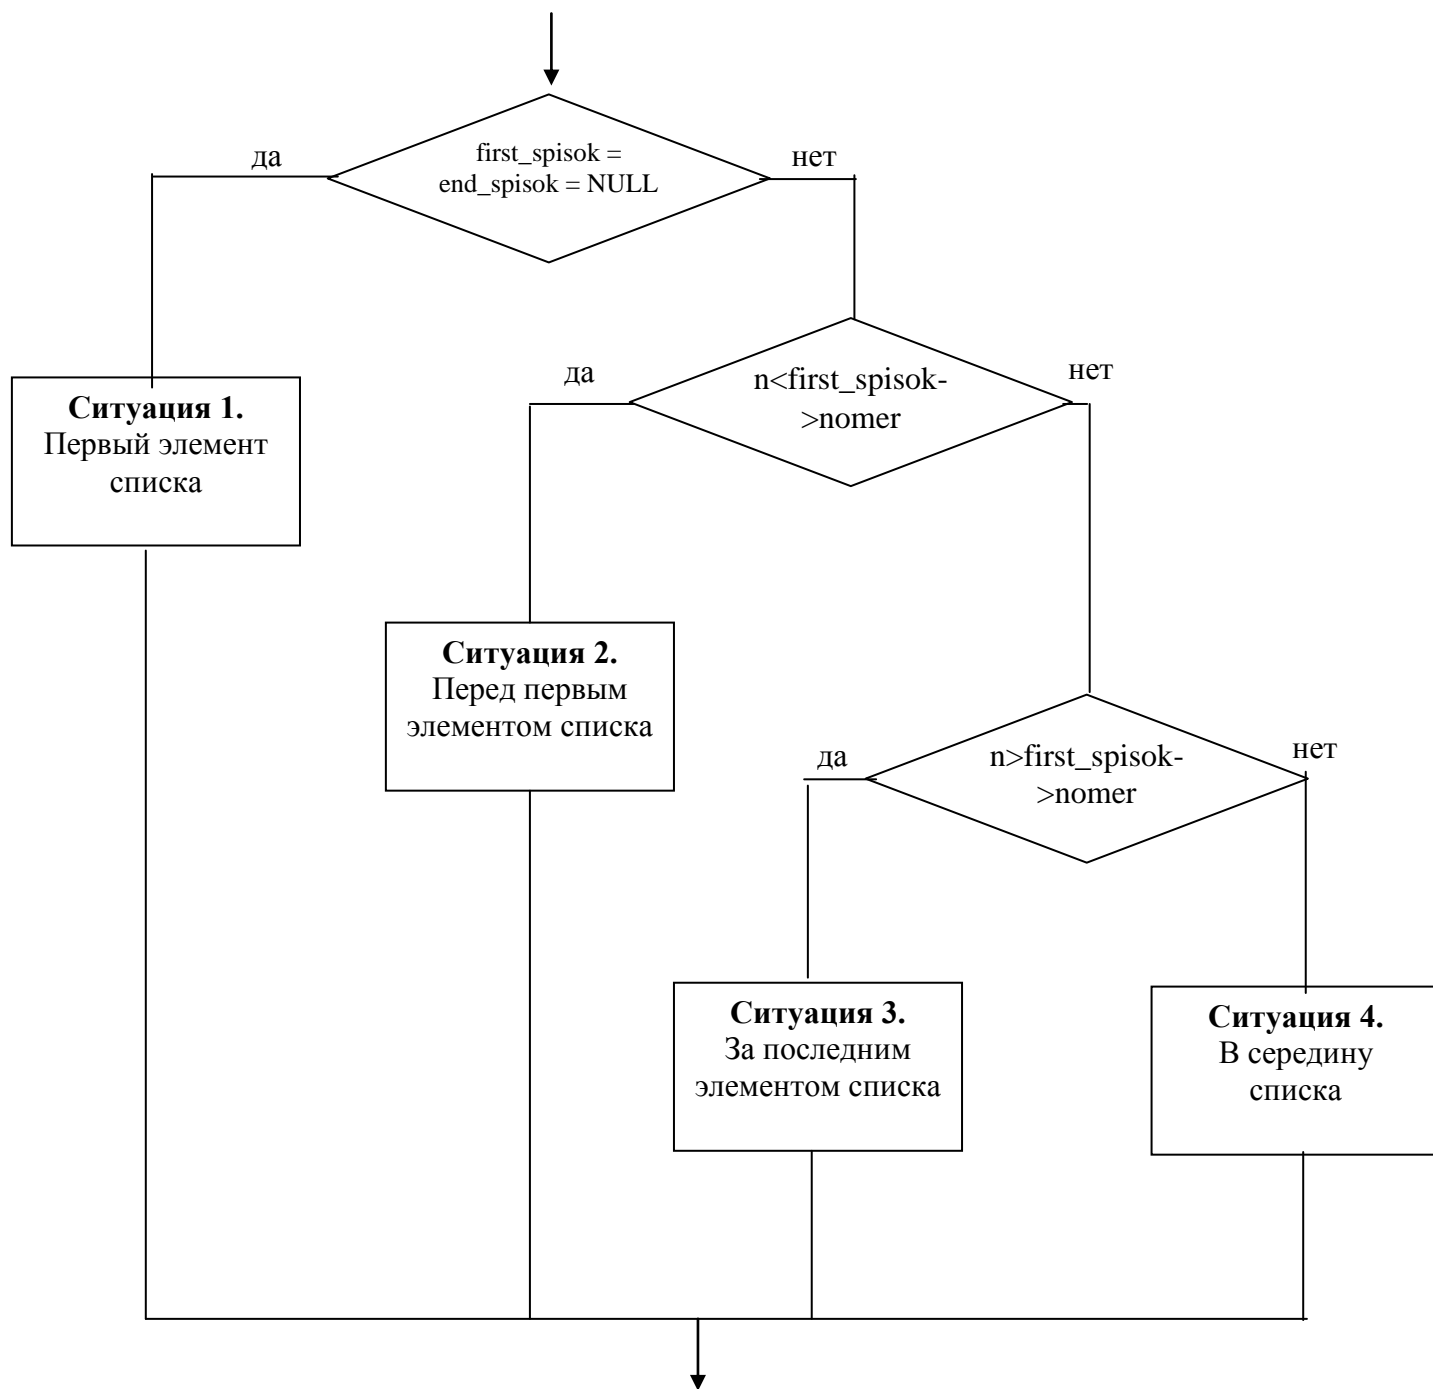 да
first_spisok =
end_spisok = NULL
нет
да
n<first_spisok-
>nomer
нет
Ситуация 1.
Первый элемент
списка
Ситуация 2.
Перед первым
элементом списка
да
n>first_spisok-
>nomer
нет
Ситуация 3.
За последним
элементом списка
Ситуация 4.
В середину
списка